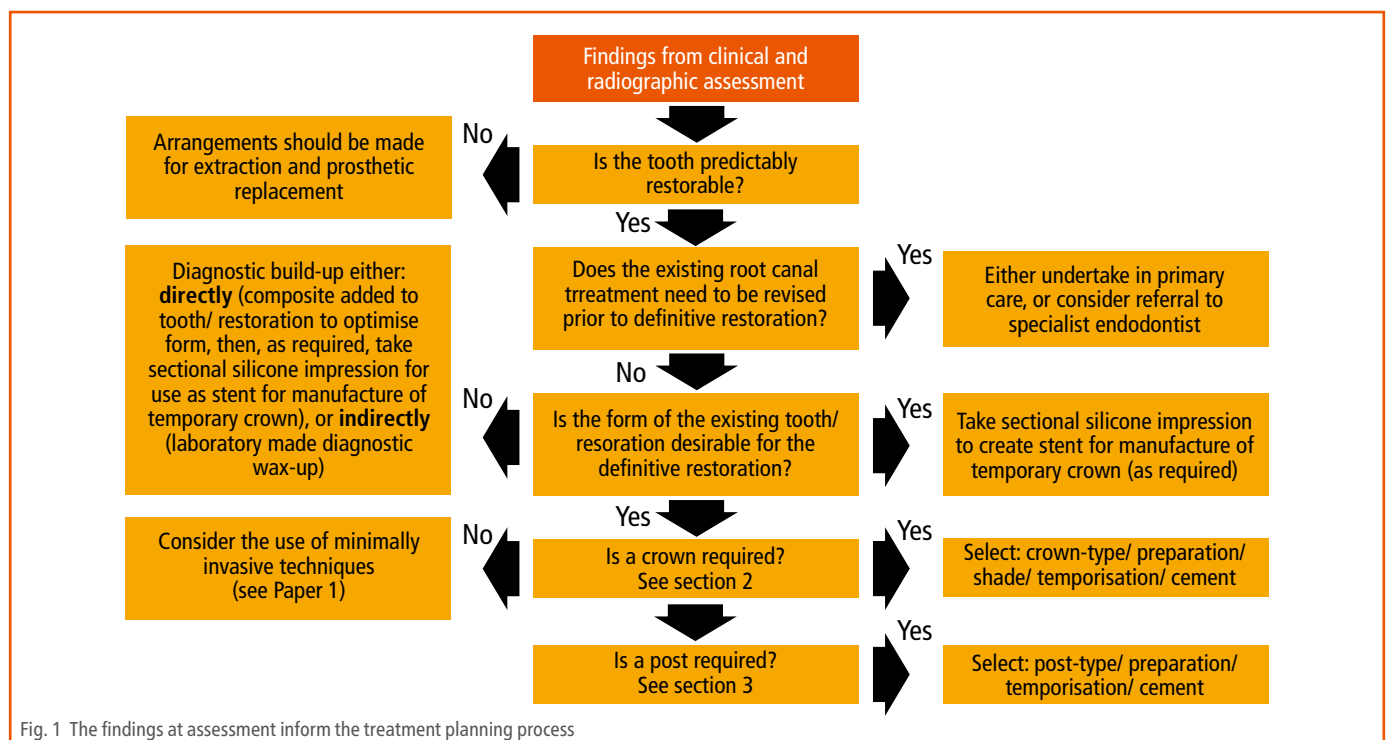 Findings from clinical and
radiographic assessment
No
Arrangements should be made
for extraction and prosthetic
replacement
Is the tooth predictably
restorable?
Yes
Diagnostic build-up either:
directly (composite added to
tooth/ restoration to optimise
form, then, as required, take
sectional silicone impression for
use as stent for manufacture of
temporary crown), or indirectly
(laboratory made diagnostic
wax-up)
Does the existing root canal
trreatment need to be revised
prior to definitive restoration?
Yes
Either undertake in primary
care, or consider referral to
specialist endodontist
No
No
Is the form of the existing tooth/
resoration desirable for the
definitive restoration?
Yes
Take sectional silicone impression
to create stent for manufacture of
temporary crown (as required)
Yes
No
Consider the use of minimally
invasive techniques
(see Paper 1)
Is a crown required?
See section 2
Yes
Select: crown-type/ preparation/
shade/ temporisation/ cement
Is a post required?
See section 3
Yes
Select: post-type/ preparation/
temporisation/ cement
Fig. 1 The findings at assessment inform the treatment planning process